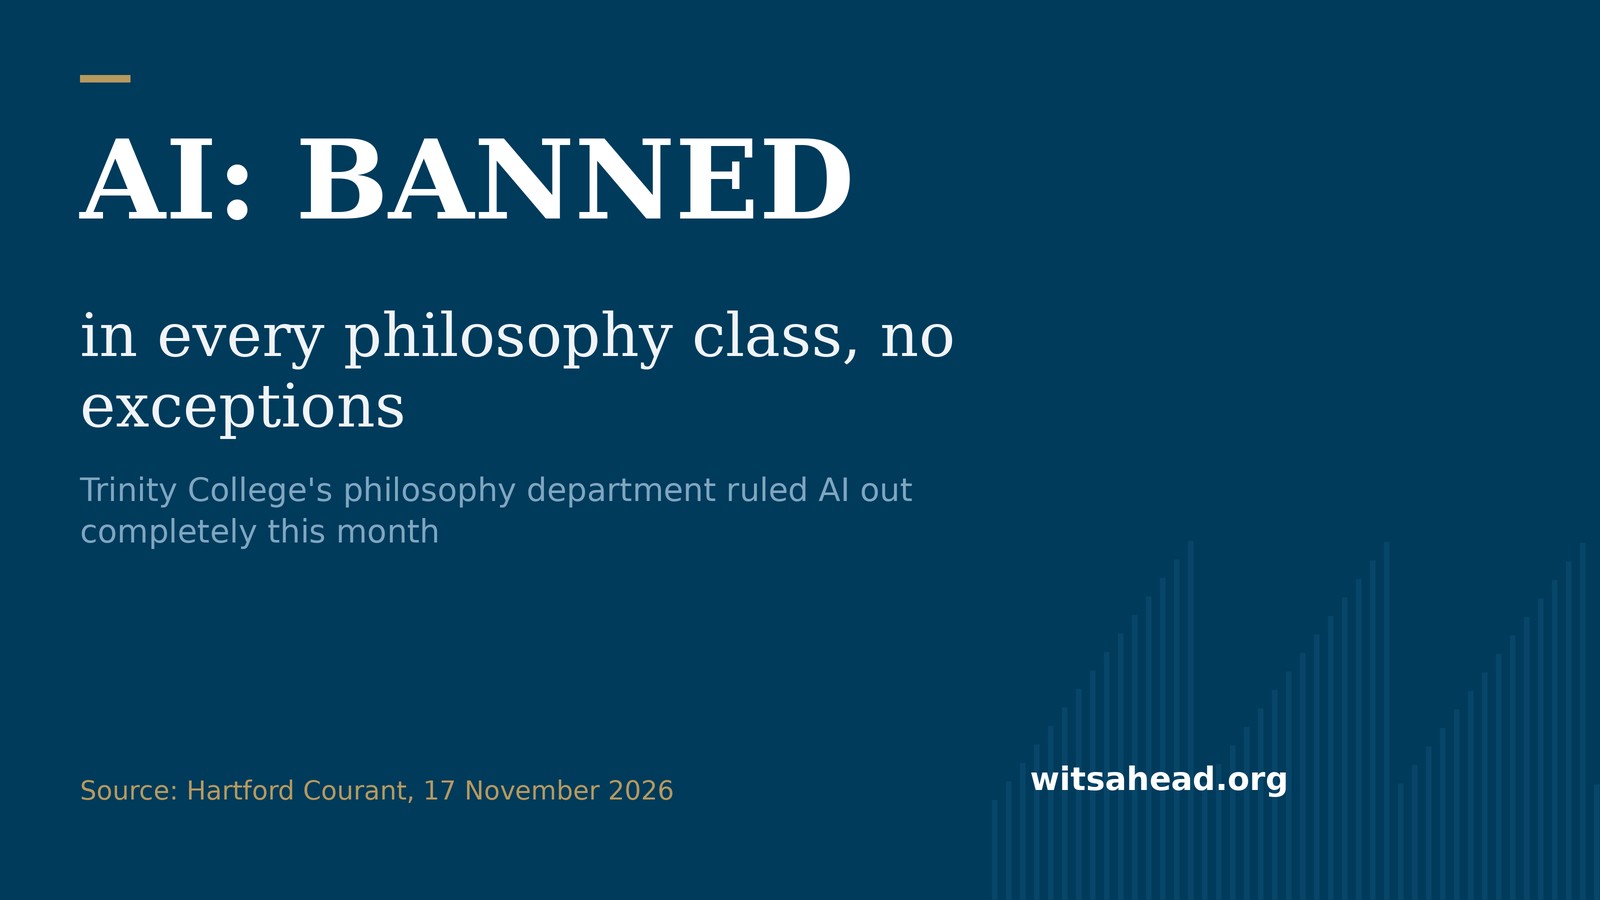 AI: BANNED
in every philosophy class, no
exceptions
Trinity College's philosophy department ruled AI out
completely this month
Source: Hartford Courant, 17 November 2026
witsahead.org